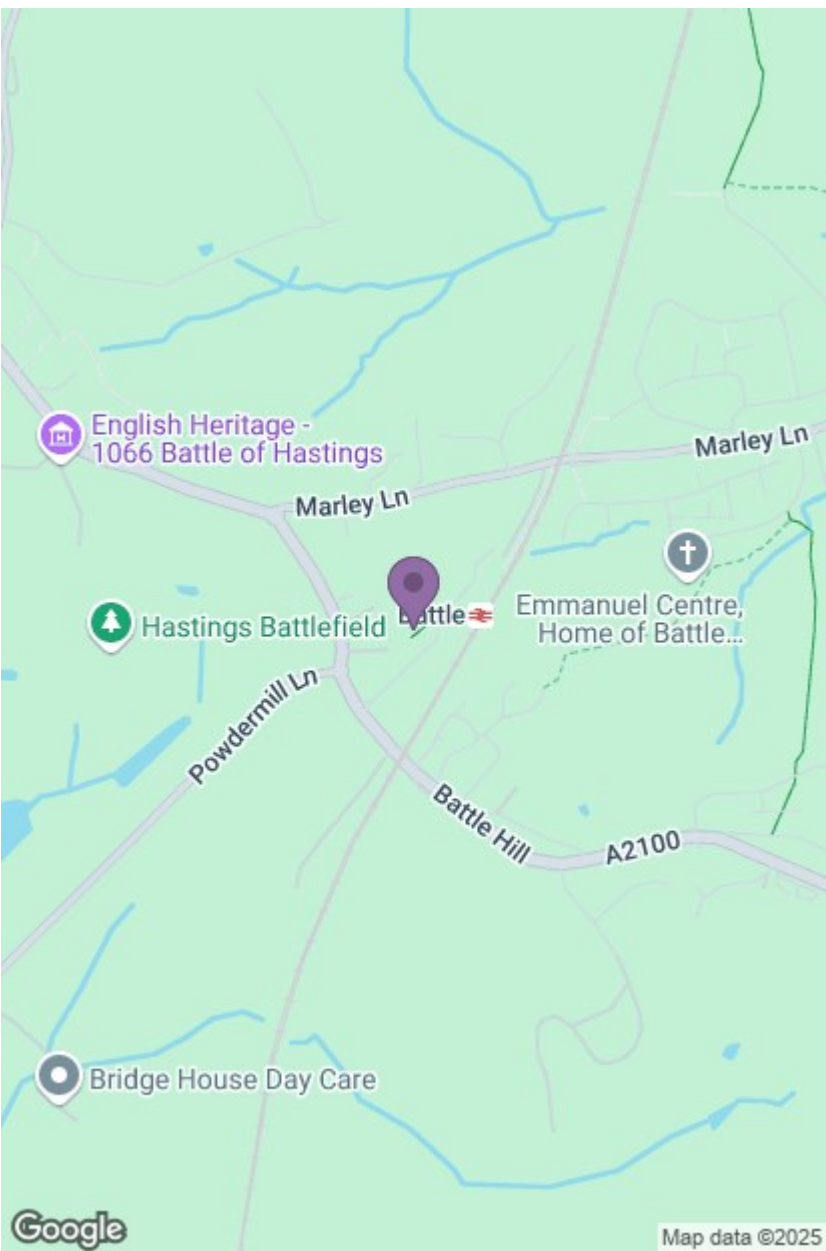 English Heritage -
1066 Battle of Hastings
Marley Ln
Marley Ln
Battle
Emmanuel Centre,
Home of Battle...
Hastings Battlefield
Powdermill Ln
Battle Hill
A2100
Bridge House Day Care
Google
Map data ©2025